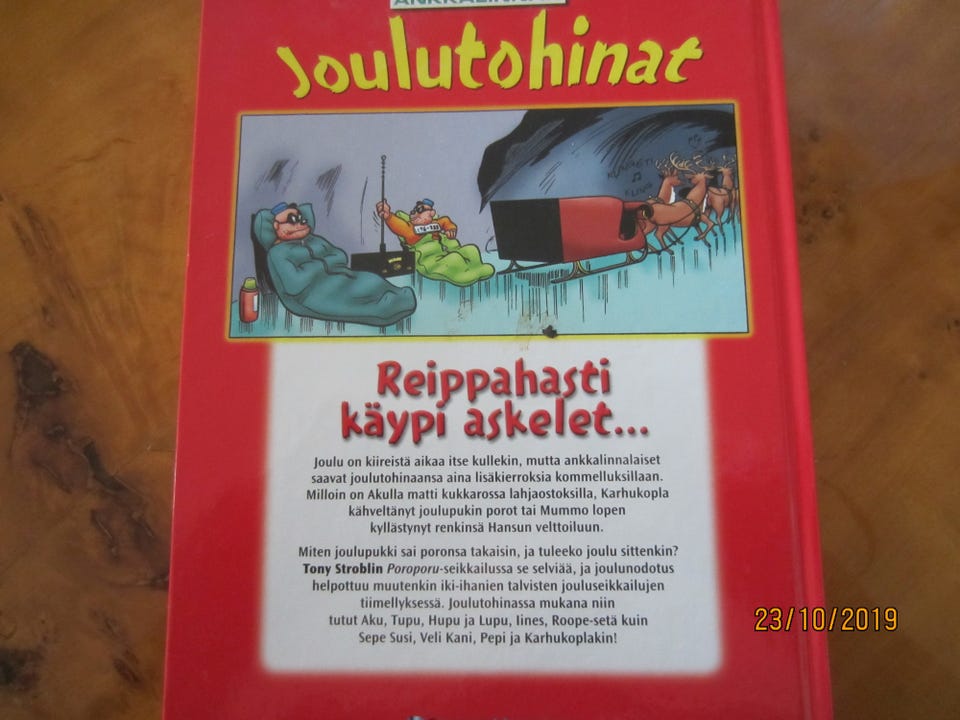 Joulutohinat
Reippahasti
käypi askelet...
Joulu on kiireistä aikaa itse kullekin, mutta ankkalinnalaiset
saavat joulutohinaansa aina lisäkierroksia kommelluksillaan.
Milloin on Akulla matti kukkarossa lahjaostoksilla, Karhukopla
kähveltänyt joulupukin porot tai Mummo lopen
kyllästynyt renkinsä Hansun velttoiluun.
Miten joulupukki sai poronsa takaisin, ja tuleeko joulu sittenkin?
Tony Stroblin Poroporu-seikkailussa se selviää, ja joulunodotus
helpottuu muutenkin iki-ihanien talvisten jouluseikkailujen
tiimellyksessä. Joulutohinassa mukana niin
tutut Aku, Tupu, Hupu ja Lupu, Iines, Roope-setä kuin
Sepe Susi, Veli Kani, Pepi ja Karhukoplakin!
23/10/2019